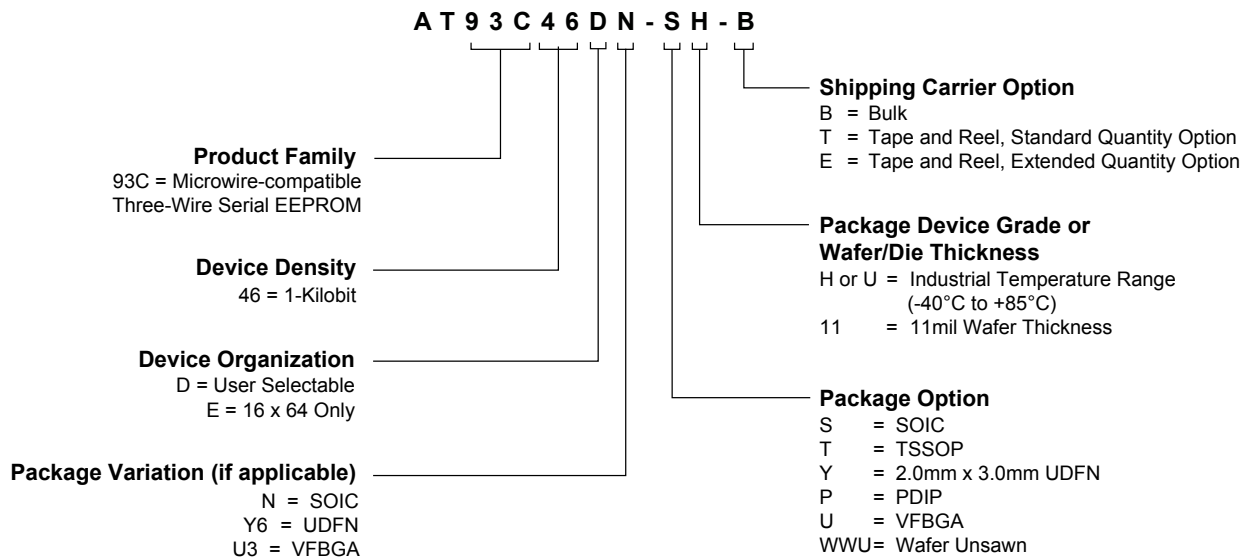 AT93C46DN-SH-B
Product Family
93C = Microwire-compatible
Three-Wire Serial EEPROM
Device Density
46 = 1-Kilobit
Device Organization
D = User Selectable
E = 16 x 64 Only
Package Variation (if applicable)
N = SOIC
Y6 = UDFN
U3 = VFBGA
Shipping Carrier Option
B = Bulk
T = Tape and Reel, Standard Quantity Option
E = Tape and Reel, Extended Quantity Option
Package Device Grade or
Wafer/Die Thickness
H or U = Industrial Temperature Range
(-40°C to +85°C)
11 = 11mil Wafer Thickness
Package Option
S = SOIC
T = TSSOP
Y = 2.0mm x 3.0mm UDFN
P = PDIP
U = VFBGA
WWU= Wafer Unsawn